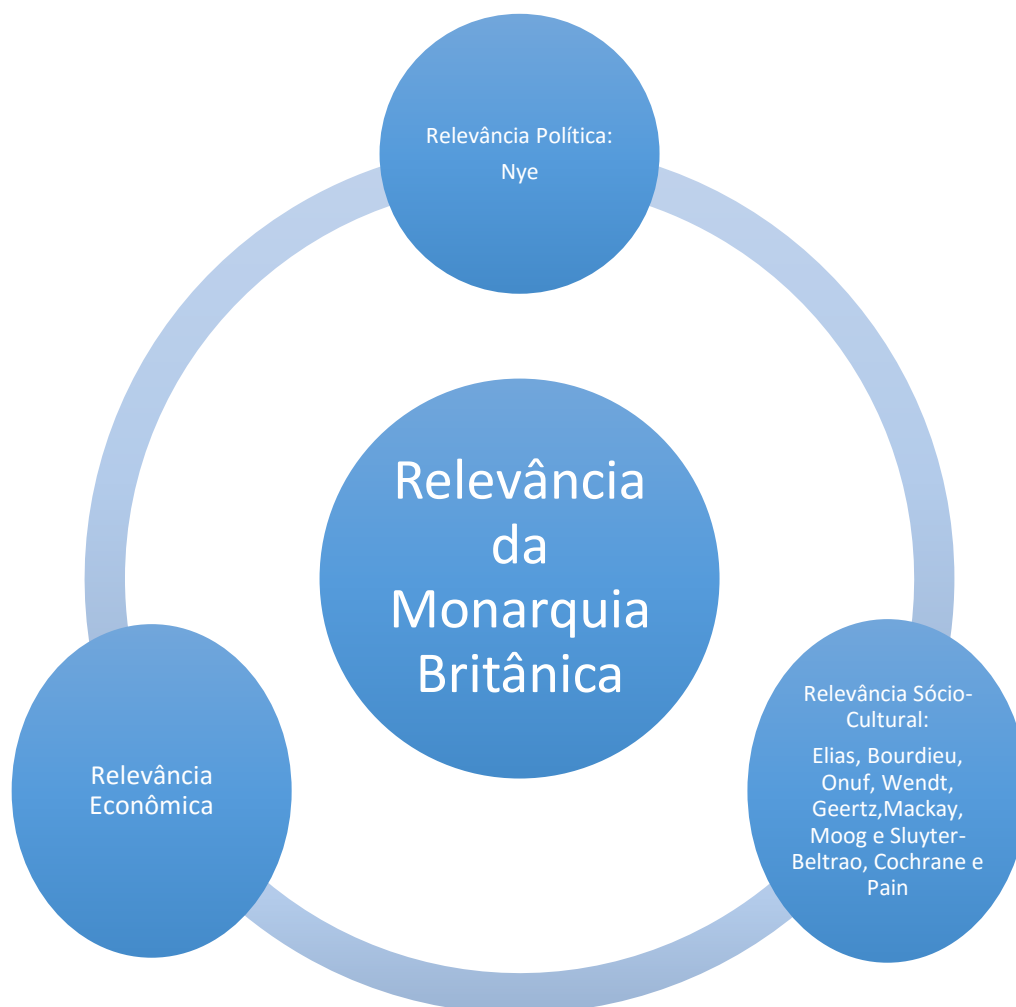 Relevância Política:
Nye
Relevância
da
Monarquia
Britânica
Relevância
Econômica
Relevância Sócio-
Cultural:
Elias, Bourdieu,
Onuf, Wendt,
Geertz,Mackay,
Moog e Sluyter-
Beltrao, Cochrane e
Pain